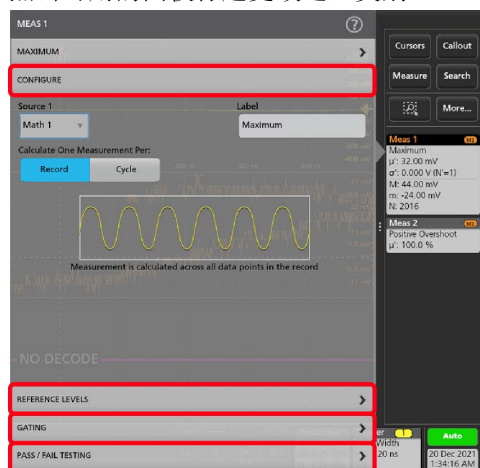 MEAS 1
?
MAXIMUM
CONFIGURE
Source 1
Label
Math 1
Maximum
Calculate One Measurement Per:
Record
Cycle
Measurement is calculated across all data points in the record
NO DECODE
REFERENCE LEVELS
GATING
PASS / FAIL TESTING
Cursors
Callout
Measure
Search
More...
Meas 1
M1
Maximum
µ': 32.00 mV
σ': 0.000 V (N'=1)
M: 44.00 mV
m: -24.00 mV
N: 2016
Meas 2
M1
Positive Overshoot
µ': 100.0 %
Width
20 ns
1
Auto
20 Dec 2021
1:34:16 AM